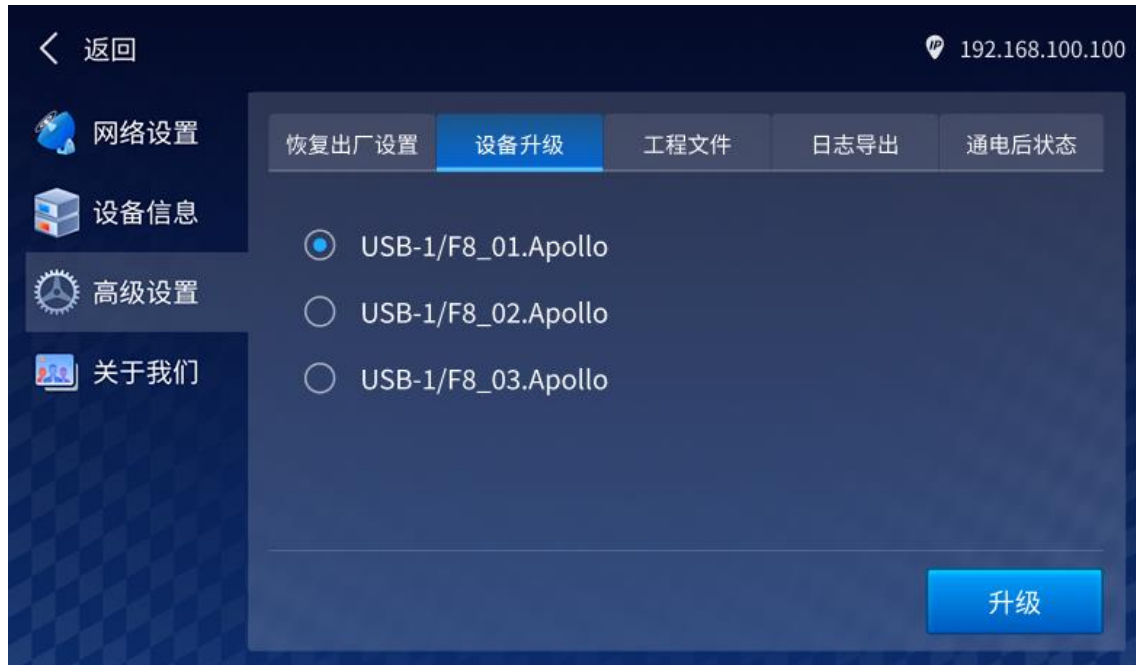 返回
IP 192.168.100.100
网络设置
设备信息
高级设置
关于我们
恢复出厂设置 设备升级 工程文件 日志导出 通电后状态
USB-1/F8_01.Apollo
USB-1/F8_02.Apollo
USB-1/F8_03.Apollo
升级